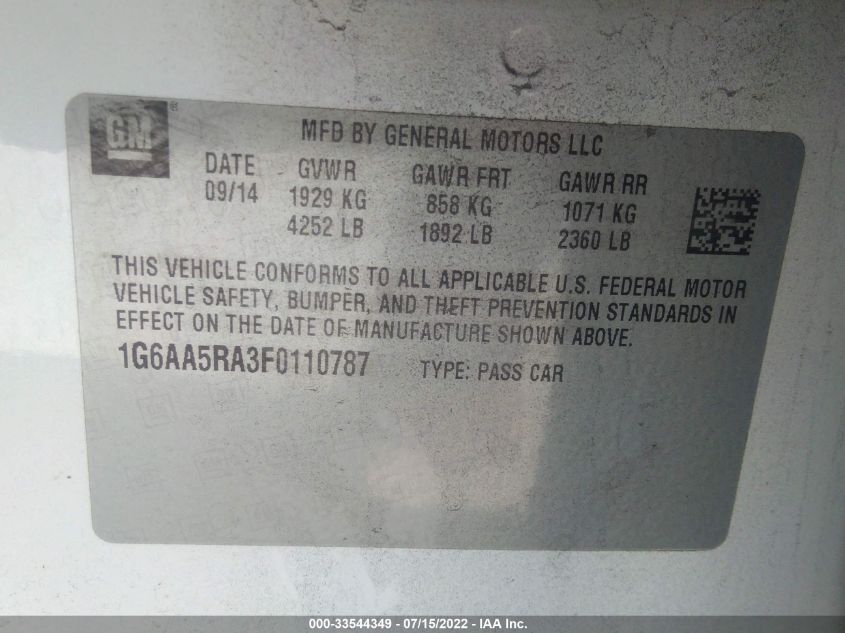 GM ®
MFD BY GENERAL MOTORS LLC
DATE GVWR GAWR FRT GAWR RR
09/14 1929 KG 858 KG 1071 KG
4252 LB 1892 LB 2360 LB
THIS VEHICLE CONFORMS TO ALL APPLICABLE U.S. FEDERAL MOTOR
VEHICLE SAFETY, BUMPER, AND THEFT PREVENTION STANDARDS IN
EFFECT ON THE DATE OF MANUFACTURE SHOWN ABOVE.
1G6AA5RA3F0110787 TYPE: PASS CAR
000-33544349 - 07/15/2022 - IAA Inc.